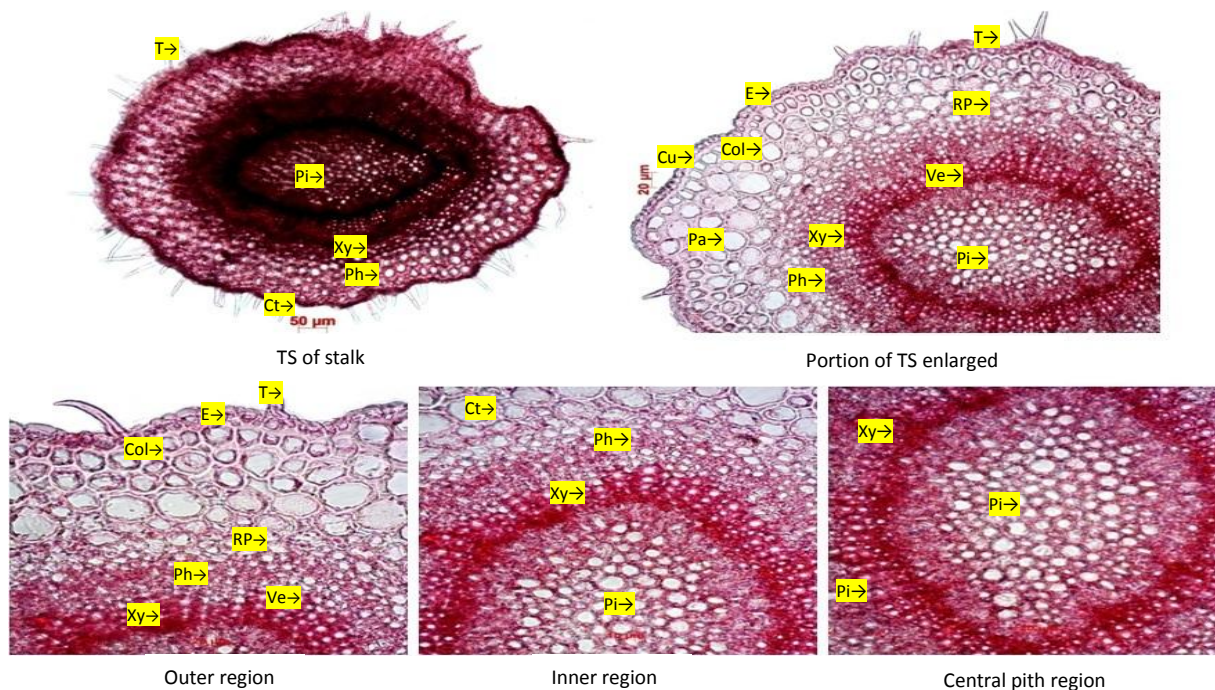 T→
Pi→
Xy→
Ph→
Ct→
50 µm
TS of stalk
T→
E→
RP→
Col→
Cu→
20 µm
Ve→
Pa→
Xy→
Pi→
Ph→
Portion of TS enlarged
T→
E→
Col→
RP→
Ph→
Ve→
Xy→
Outer region
Ct→
Ph→
Xy→
Pi→
Inner region
Xy→
Pi→
Pi→
Central pith region